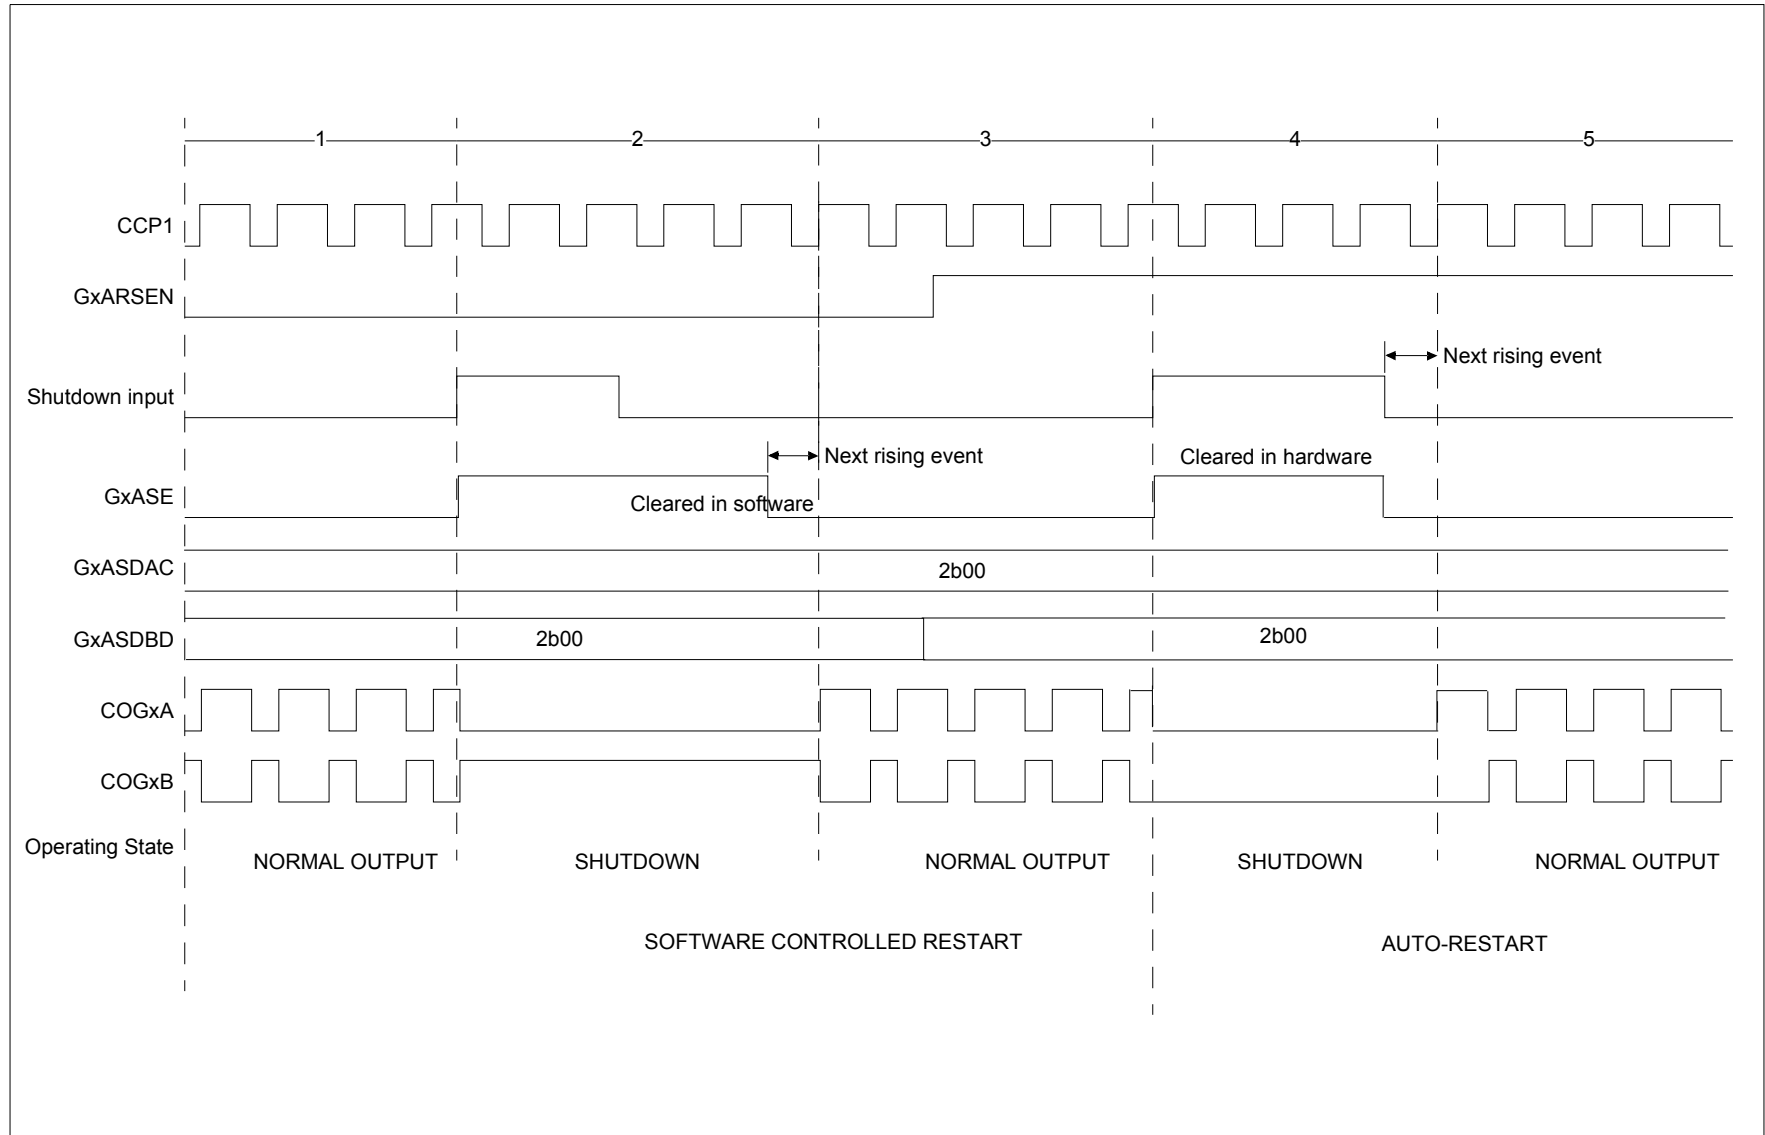 1 2 3 4 5
CCP1
GxARSEN
Next rising event
Shutdown input
Next rising event
Cleared in hardware
GxASE
Cleared in software
GxASDAC
2b00
GxASDBD
2b00 2b00
COGxA
COGxB
Operating State
NORMAL OUTPUT SHUTDOWN NORMAL OUTPUT SHUTDOWN NORMAL OUTPUT
SOFTWARE CONTROLLED RESTART AUTO-RESTART